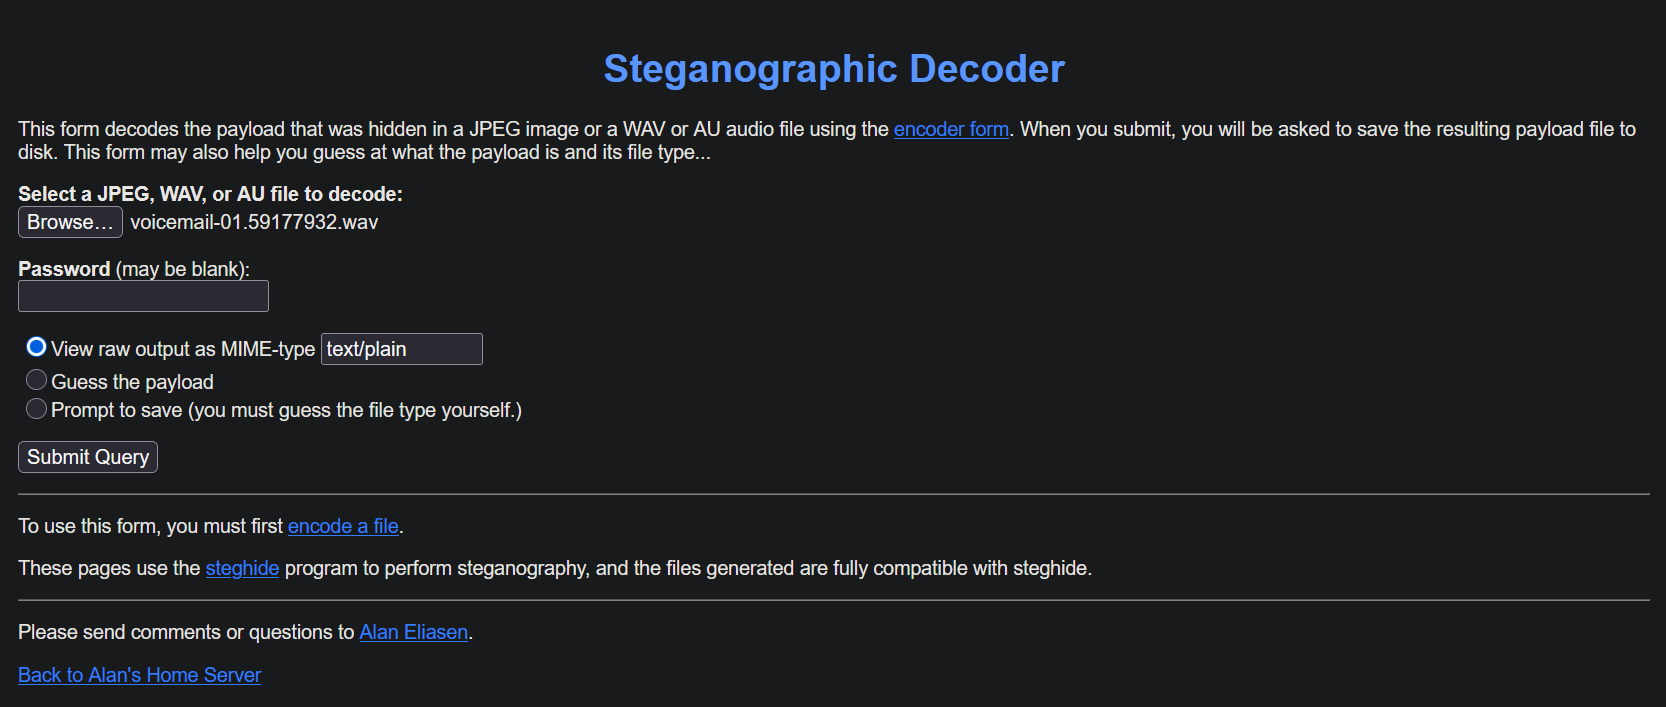 Steganographic Decoder
This form decodes the payload that was hidden in a JPEG image or a WAV or AU audio file using the encoder form. When you submit, you will be asked to save the resulting payload file to
disk. This form may also help you guess at what the payload is and its file type...
Select a JPEG, WAV, or AU file to decode:
Browse... voicemail-01.59177932.wav
Password (may be blank):
View raw output as MIME-type text/plain
Guess the payload
Prompt to save (you must guess the file type yourself.)
Submit Query
To use this form, you must first encode a file.
These pages use the steghide program to perform steganography, and the files generated are fully compatible with steghide.
Please send comments or questions to Alan Eliasen.
Back to Alan's Home Server